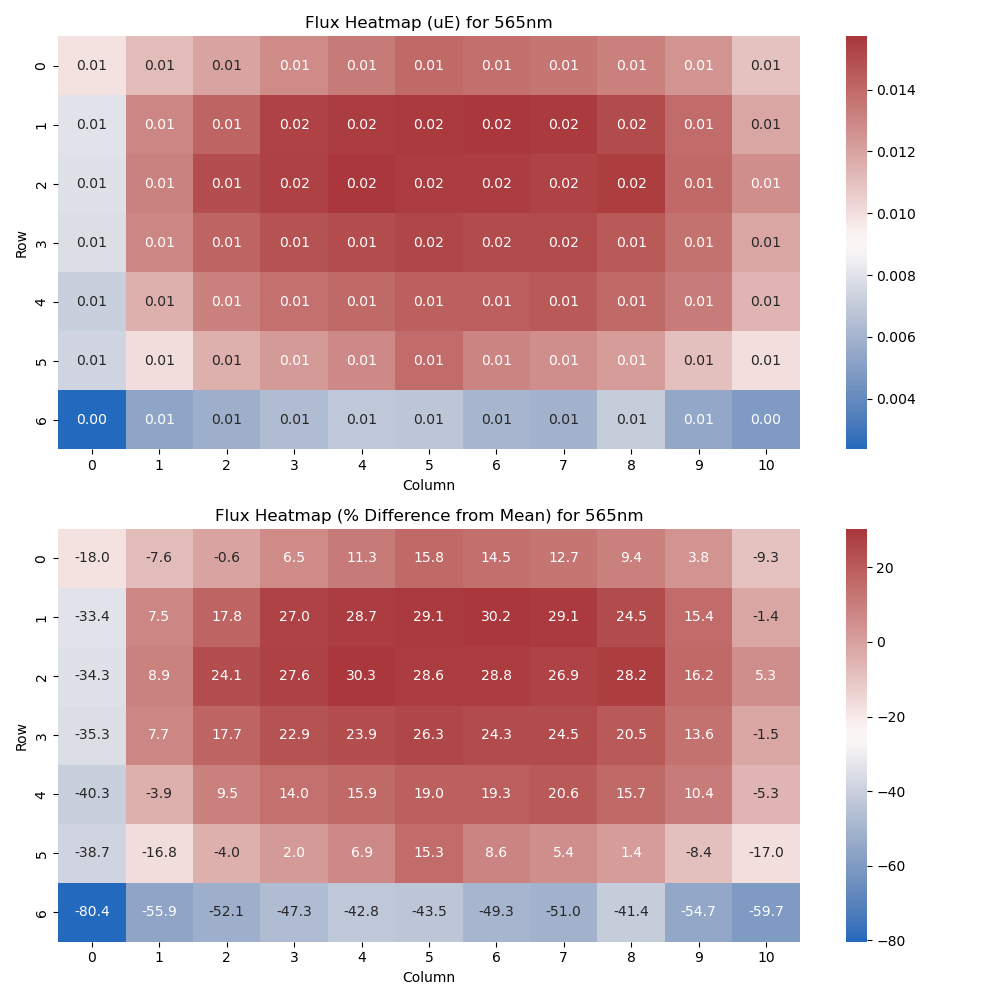 Flux Heatmap (uE) for 565nm
0 0.01 0.01 0.01 0.01 0.01 0.01 0.01 0.01 0.01 0.01 0.01
1 0.01 0.01 0.01 0.02 0.02 0.02 0.02 0.02 0.02 0.01 0.01
2 0.01 0.01 0.01 0.02 0.02 0.02 0.02 0.02 0.02 0.01 0.01
3 0.01 0.01 0.01 0.01 0.01 0.02 0.02 0.02 0.01 0.01 0.01
4 0.01 0.01 0.01 0.01 0.01 0.01 0.01 0.01 0.01 0.01 0.01
5 0.01 0.01 0.01 0.01 0.01 0.01 0.01 0.01 0.01 0.01 0.01
6 0.00 0.01 0.01 0.01 0.01 0.01 0.01 0.01 0.01 0.01 0.00
Row
0 1 2 3 4 5 6 7 8 9 10
Column
0.014
0.012
0.010
0.008
0.006
0.004
Flux Heatmap (% Difference from Mean) for 565nm
0 -18.0 -7.6 -0.6 6.5 11.3 15.8 14.5 12.7 9.4 3.8 -9.3
1 -33.4 7.5 17.8 27.0 28.7 29.1 30.2 29.1 24.5 15.4 -1.4
2 -34.3 8.9 24.1 27.6 30.3 28.6 28.8 26.9 28.2 16.2 5.3
3 -35.3 7.7 17.7 22.9 23.9 26.3 24.3 24.5 20.5 13.6 -1.5
4 -40.3 -3.9 9.5 14.0 15.9 19.0 19.3 20.6 15.7 10.4 -5.3
5 -38.7 -16.8 -4.0 2.0 6.9 15.3 8.6 5.4 1.4 -8.4 -17.0
6 -80.4 -55.9 -52.1 -47.3 -42.8 -43.5 -49.3 -51.0 -41.4 -54.7 -59.7
Row
0 1 2 3 4 5 6 7 8 9 10
Column
20
0
−20
−40
−60
−80